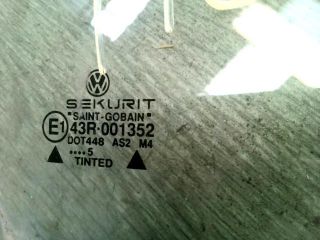 SEKURIT
"SAINT-GOBAIN"
E1 43R-001352
DOT448 AS2 M4
....5
TINTED